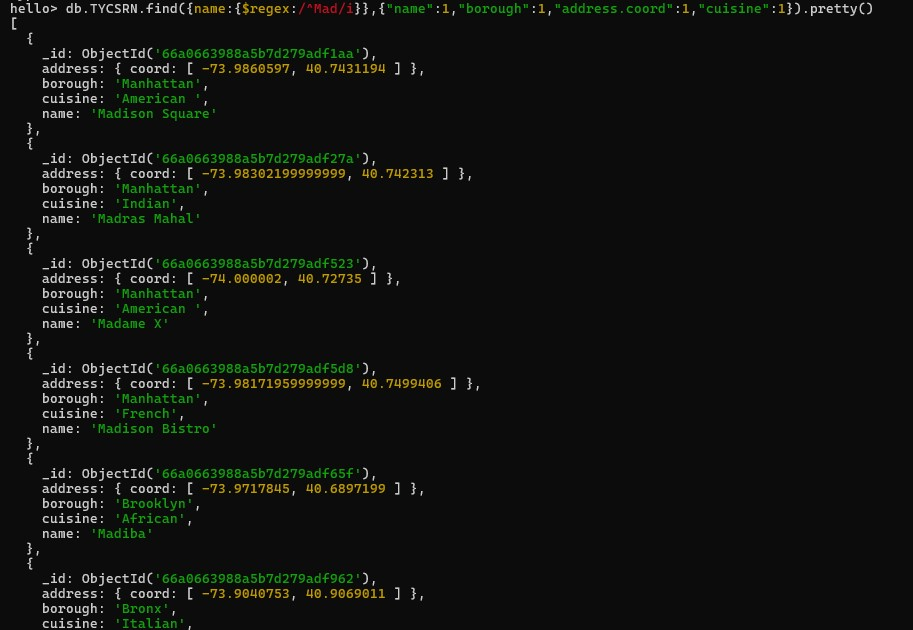 hello> db.TYCSRN.find({name:{$regex:/^Mad/i}},{"name":1,"borough":1,"address.coord":1,"cuisine":1}).pretty()
[
  {
    _id: ObjectId('66a0663988a5b7d279adf1aa'),
    address: { coord: [ -73.9860597, 40.7431194 ] },
    borough: 'Manhattan',
    cuisine: 'American ',
    name: 'Madison Square'
  },
  {
    _id: ObjectId('66a0663988a5b7d279adf27a'),
    address: { coord: [ -73.98302199999999, 40.742313 ] },
    borough: 'Manhattan',
    cuisine: 'Indian',
    name: 'Madras Mahal'
  },
  {
    _id: ObjectId('66a0663988a5b7d279adf523'),
    address: { coord: [ -74.000002, 40.72735 ] },
    borough: 'Manhattan',
    cuisine: 'American ',
    name: 'Madame X'
  },
  {
    _id: ObjectId('66a0663988a5b7d279adf5d8'),
    address: { coord: [ -73.98171959999999, 40.7499406 ] },
    borough: 'Manhattan',
    cuisine: 'French',
    name: 'Madison Bistro'
  },
  {
    _id: ObjectId('66a0663988a5b7d279adf65f'),
    address: { coord: [ -73.9717845, 40.6897199 ] },
    borough: 'Brooklyn',
    cuisine: 'African',
    name: 'Madiba'
  },
  {
    _id: ObjectId('66a0663988a5b7d279adf962'),
    address: { coord: [ -73.9040753, 40.9069011 ] },
    borough: 'Bronx',
    cuisine: 'Italian',